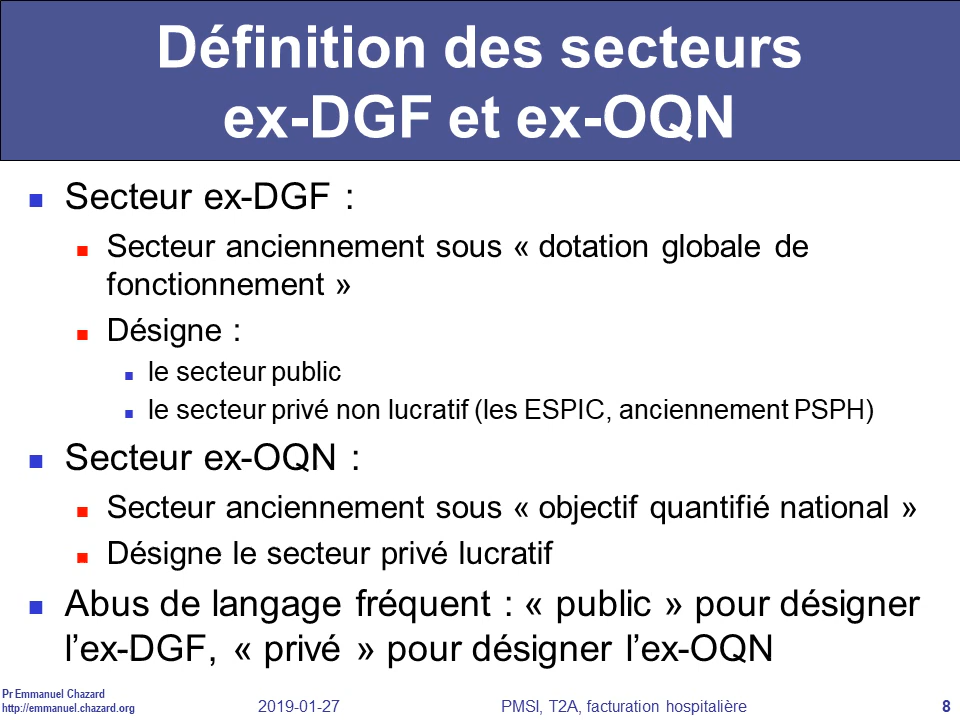 Définition des secteurs
ex-DGF et ex-OQN
Secteur ex-DGF :
Secteur anciennement sous « dotation globale de
fonctionnement »
Désigne :
le secteur public
le secteur privé non lucratif (les ESPIC, anciennement PSPH)
Secteur ex-OQN :
Secteur anciennement sous « objectif quantifié national »
Désigne le secteur privé lucratif
Abus de langage fréquent : « public » pour désigner
l’ex-DGF, « privé » pour désigner l’ex-OQN
Pr Emmanuel Chazard
http://emmanuel.chazard.org
2019-01-27
PMSI, T2A, facturation hospitalière
8